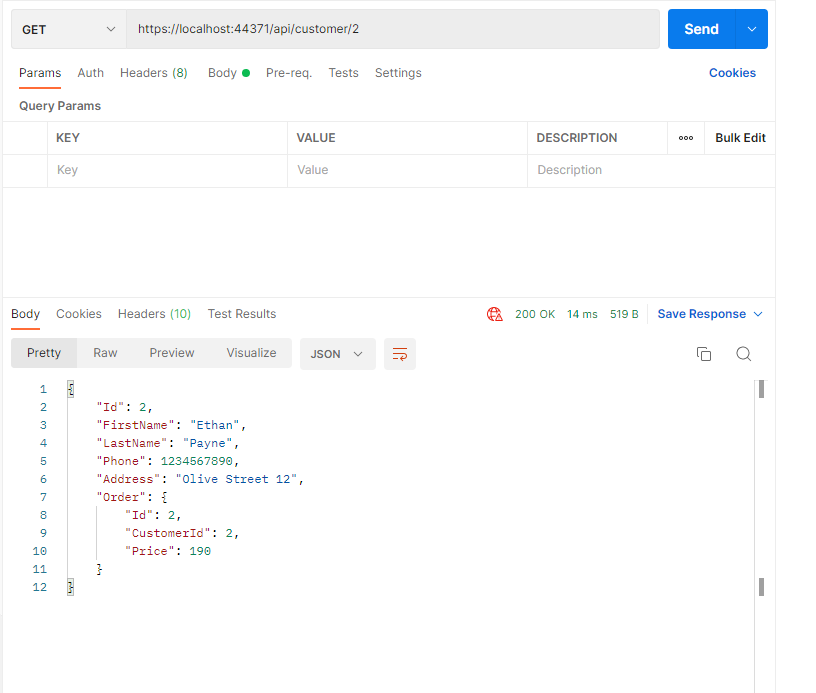 GET https://localhost:44371/api/customer/2 Send
Params Auth Headers (8) Body Pre-req. Tests Settings Cookies
Query Params
KEY VALUE DESCRIPTION ooo Bulk Edit
Key Value Description
Body Cookies Headers (10) Test Results 200 OK 14 ms 519 B Save Response
Pretty Raw Preview Visualize JSON
1 {
2 "Id": 2,
3 "FirstName": "Ethan",
4 "LastName": "Payne",
5 "Phone": 1234567890,
6 "Address": "Olive Street 12",
7 "Order": {
8 "Id": 2,
9 "CustomerId": 2,
10 "Price": 190
11 }
12 }